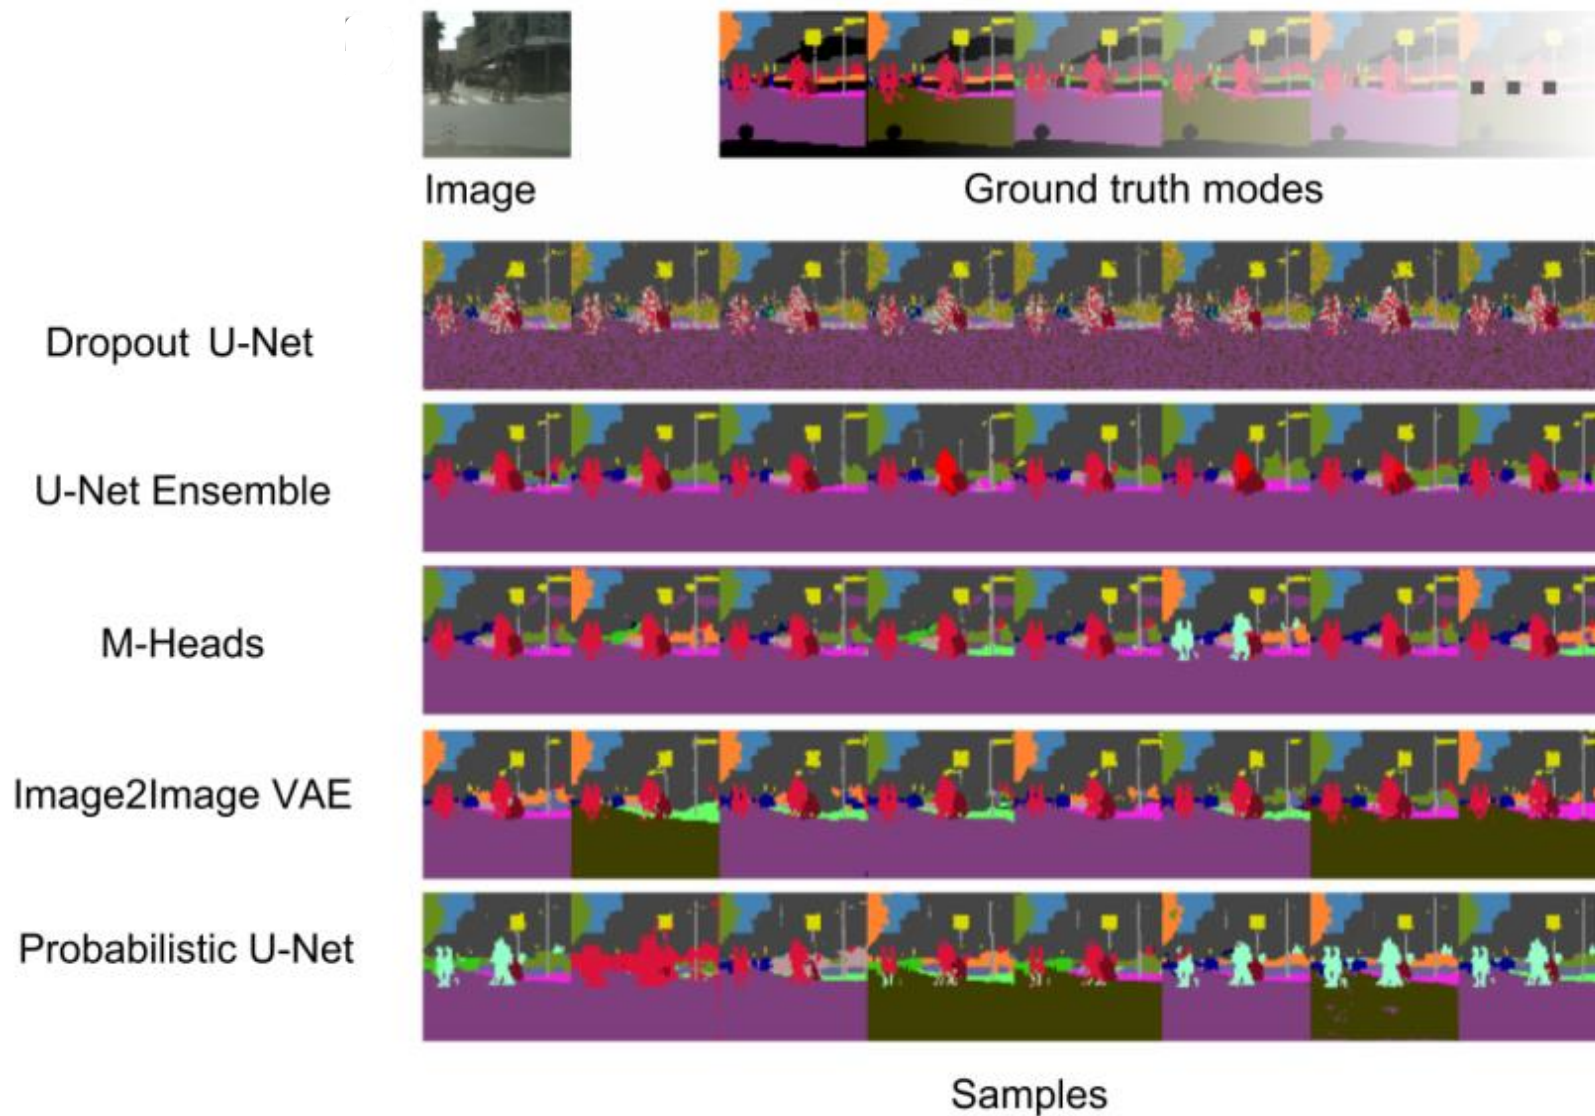 Image
Ground truth modes
Dropout U-Net
U-Net Ensemble
M-Heads
Image2Image VAE
Probabilistic U-Net
Samples